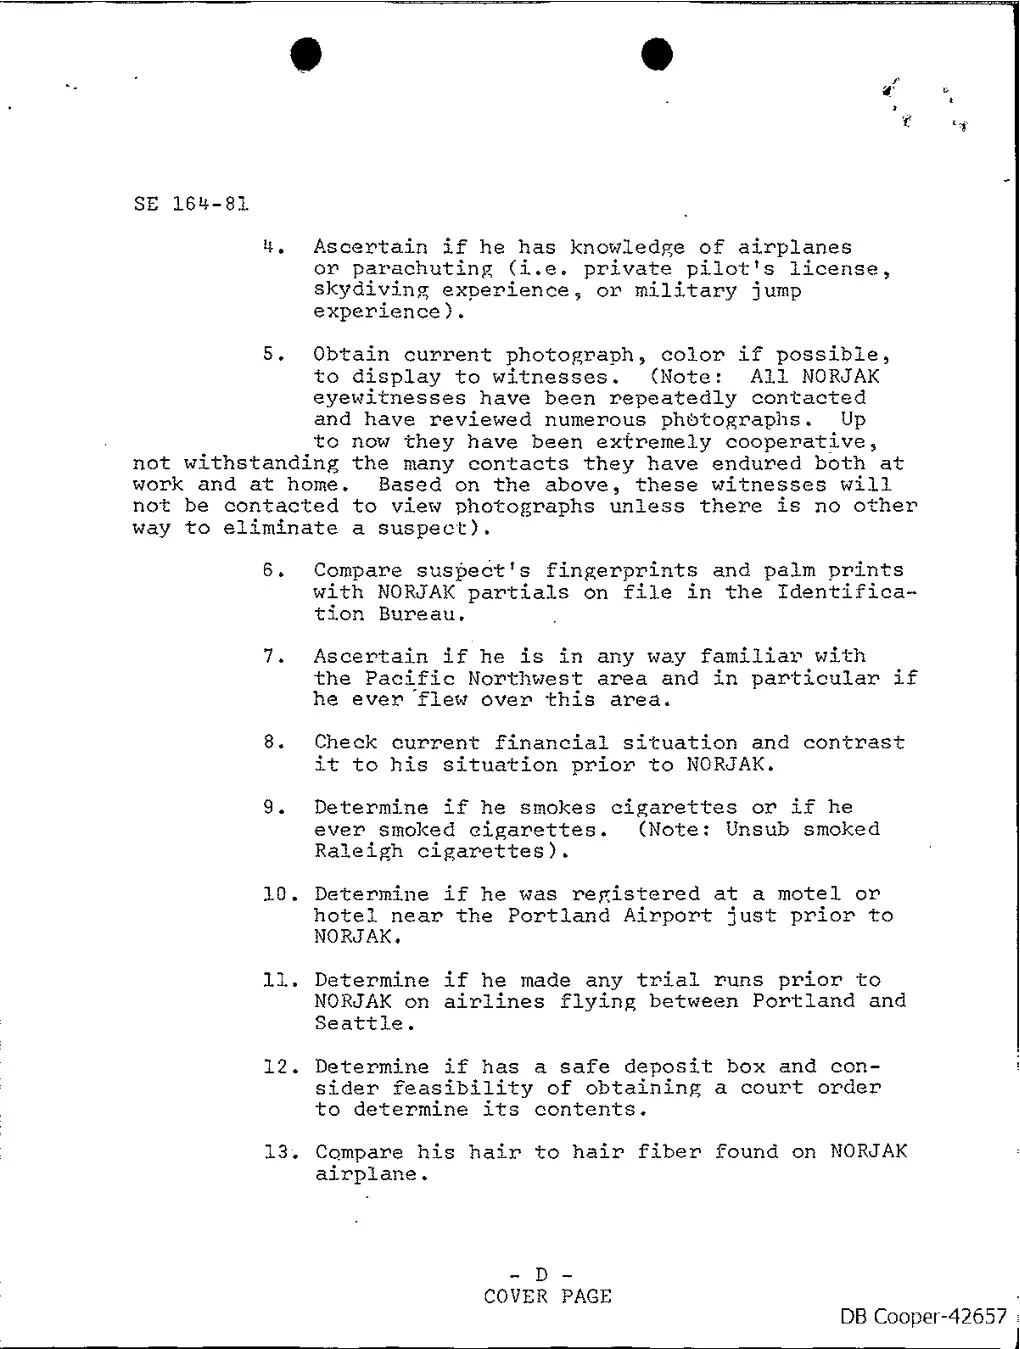 SE 164-81
4. Ascertain if he has knowledge of airplanes
or parachuting (i.e. private pilot's license,
skydiving experience, or military jump
experience).
5. Obtain current photograph, color if possible,
to display to witnesses. (Note: All NORJAK
eyewitnesses have been repeatedly contacted
and have reviewed numerous photographs. Up
to now they have been extremely cooperative,
not withstanding the many contacts they have endured both at
work and at home. Based on the above, these witnesses will
not be contacted to view photographs unless there is no other
way to eliminate a suspect).
6. Compare suspect's fingerprints and palm prints
with NORJAK partials on file in the Identifica-
tion Bureau.
7. Ascertain if he is in any way familiar with
the Pacific Northwest area and in particular if
he ever flew over this area.
8. Check current financial situation and contrast
it to his situation prior to NORJAK.
9. Determine if he smokes cigarettes or if he
ever smoked cigarettes. (Note: Unsub smoked
Raleigh cigarettes).
10. Determine if he was registered at a motel or
hotel near the Portland Airport just prior to
NORJAK.
11. Determine if he made any trial runs prior to
NORJAK on airlines flying between Portland and
Seattle.
12. Determine if has a safe deposit box and con-
sider feasibility of obtaining a court order
to determine its contents.
13. Compare his hair to hair fiber found on NORJAK
airplane.
- D -
COVER PAGE
DB Cooper-42657